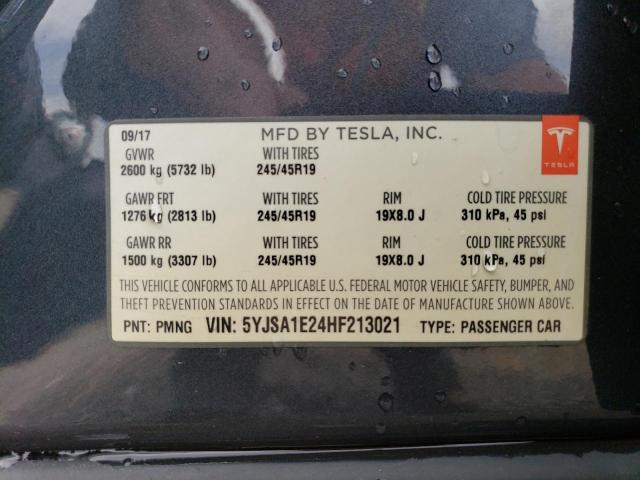 09/17 MFD BY TESLA, INC. TESLA
GVWR WITH TIRES
2600 kg (5732 lb) 245/45R19
GAWR FRT WITH TIRES RIM COLD TIRE PRESSURE
1276 kg (2813 lb) 245/45R19 19X8.0 J 310 kPa, 45 psi
GAWR RR WITH TIRES RIM COLD TIRE PRESSURE
1500 kg (3307 lb) 245/45R19 19X8.0 J 310 kPa, 45 psi
THIS VEHICLE CONFORMS TO ALL APPLICABLE U.S. FEDERAL MOTOR VEHICLE SAFETY, BUMPER, AND
THEFT PREVENTION STANDARDS IN EFFECT ON THE DATE OF MANUFACTURE SHOWN ABOVE.
PNT: PMNG VIN: 5YJSA1E24HF213021 TYPE: PASSENGER CAR